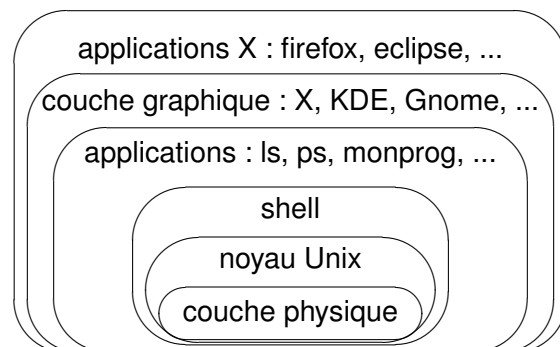 applications X : firefox, eclipse, ...
couche graphique : X, KDE, Gnome, ...
applications : ls, ps, monprog, ...
shell
noyau Unix
couche physique